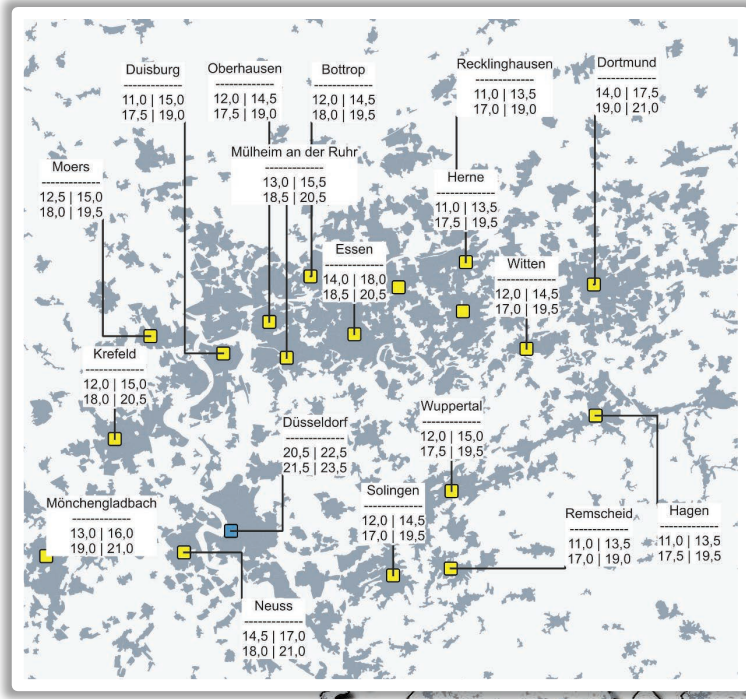 Duisburg
-------------
11,0 | 15,0
17,5 | 19,0
Oberhausen
-------------
12,0 | 14,5
17,5 | 19,0
Bottrop
-------------
12,0 | 14,5
18,0 | 19,5
Recklinghausen
-------------
11,0 | 13,5
17,0 | 19,0
Dortmund
-------------
14,0 | 17,5
19,0 | 21,0
Moers
-------------
12,5 | 15,0
18,0 | 19,5
Mülheim an der Ruhr
-------------
13,0 | 15,5
18,5 | 20,5
Herne
-------------
11,0 | 13,5
17,5 | 19,5
Essen
-------------
14,0 | 18,0
18,5 | 20,5
Witten
-------------
12,0 | 14,5
17,0 | 19,5
Krefeld
-------------
12,0 | 15,0
18,0 | 20,5
Düsseldorf
-------------
20,5 | 22,5
21,5 | 23,5
Wuppertal
-------------
12,0 | 15,0
17,5 | 19,5
Mönchengladbach
-------------
13,0 | 16,0
19,0 | 21,0
Solingen
-------------
12,0 | 14,5
17,0 | 19,5
Remscheid
-------------
11,0 | 13,5
17,0 | 19,0
Hagen
-------------
11,0 | 13,5
17,5 | 19,5
Neuss
-------------
14,5 | 17,0
18,0 | 21,0